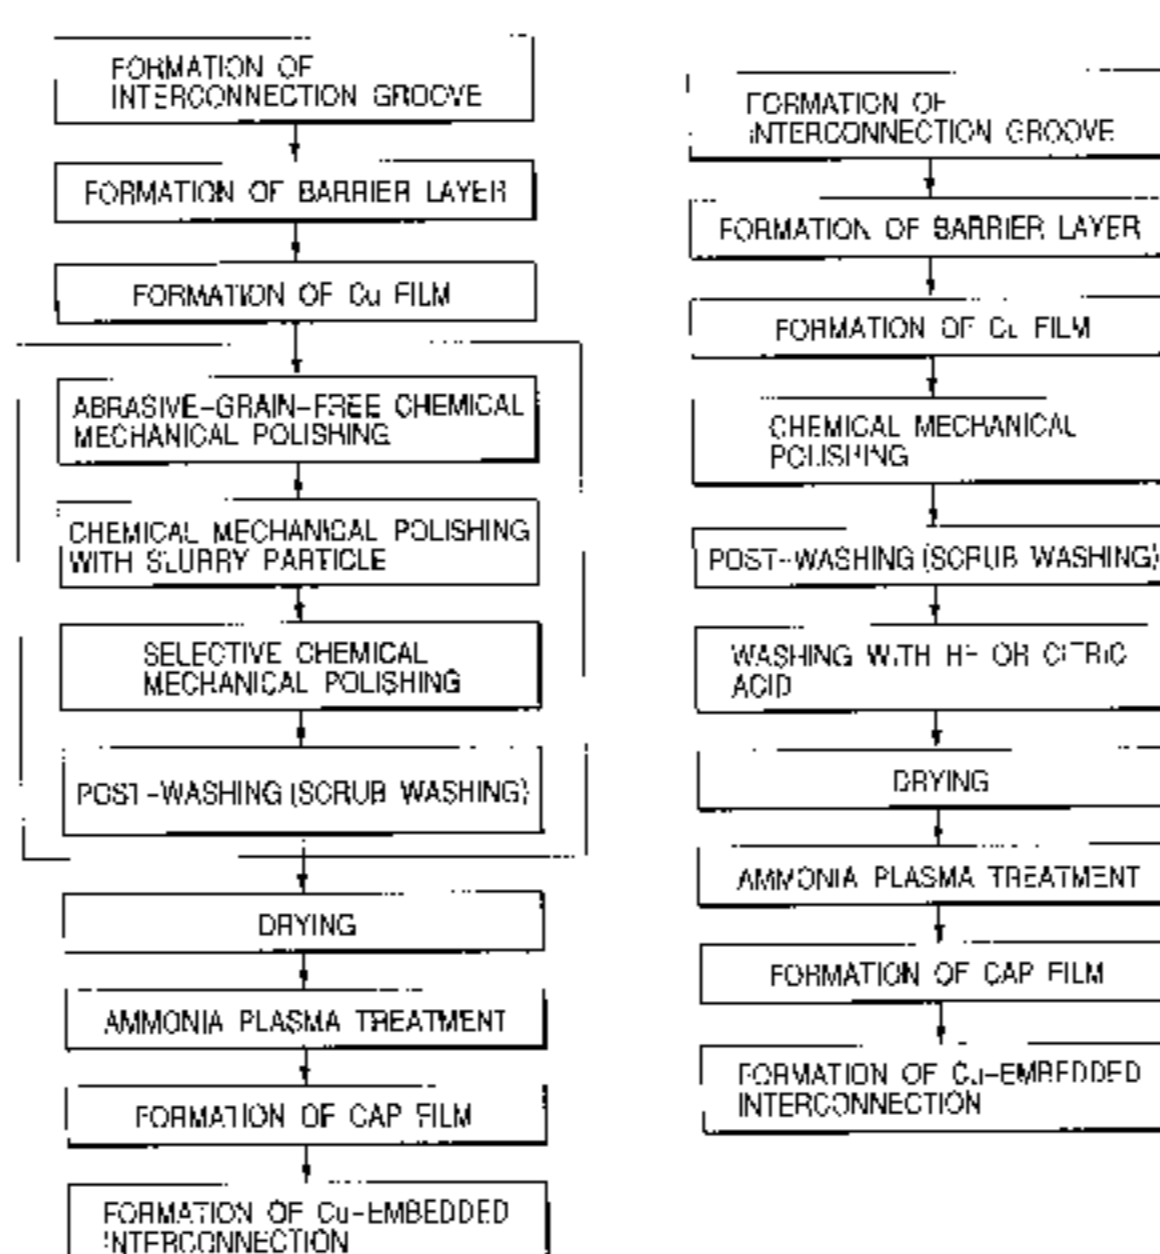 FORMATION OF
INTERCONNECTION GROOVE
FORMATION OF BARRIER LAYER
FORMATION OF Cu FILM
ABRASIVE-GRAIN-FREE CHEMICAL
MECHANICAL POLISHING
CHEMICAL MECHANICAL POLISHING
WITH SLURRY PARTICLE
SELECTIVE CHEMICAL
MECHANICAL POLISHING
POST-WASHING (SCRUB WASHING)
DRYING
AMMONIA PLASMA TREATMENT
FORMATION OF CAP FILM
FORMATION OF Cu-EMBEDDED
INTERCONNECTION
FORMATION OF
INTERCONNECTION GROOVE
FORMATION OF BARRIER LAYER
FORMATION OF Cu FILM
CHEMICAL MECHANICAL
POLISHING
POST-WASHING (SCRUB WASHING)
WASHING WITH HF OR CITRIC
ACID
DRYING
AMMONIA PLASMA TREATMENT
FORMATION OF CAP FILM
FORMATION OF Cu-EMBEDDED
INTERCONNECTION